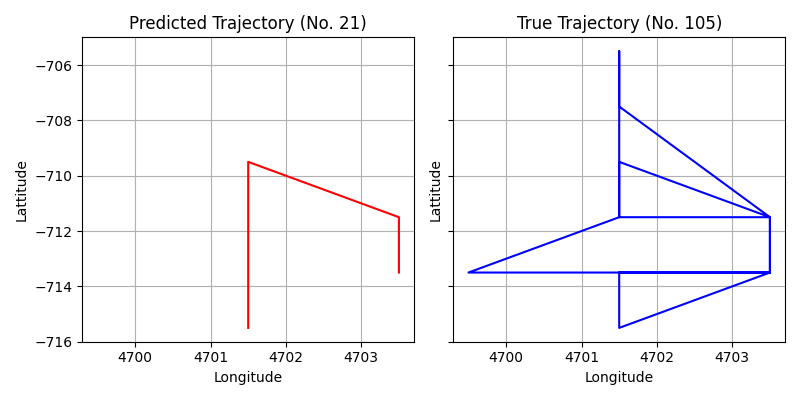 Predicted Trajectory (No. 21)
True Trajectory (No. 105)
Lattitude
−706
−708
−710
−712
−714
−716
4700 4701 4702 4703
Longitude
Lattitude
4700 4701 4702 4703
Longitude